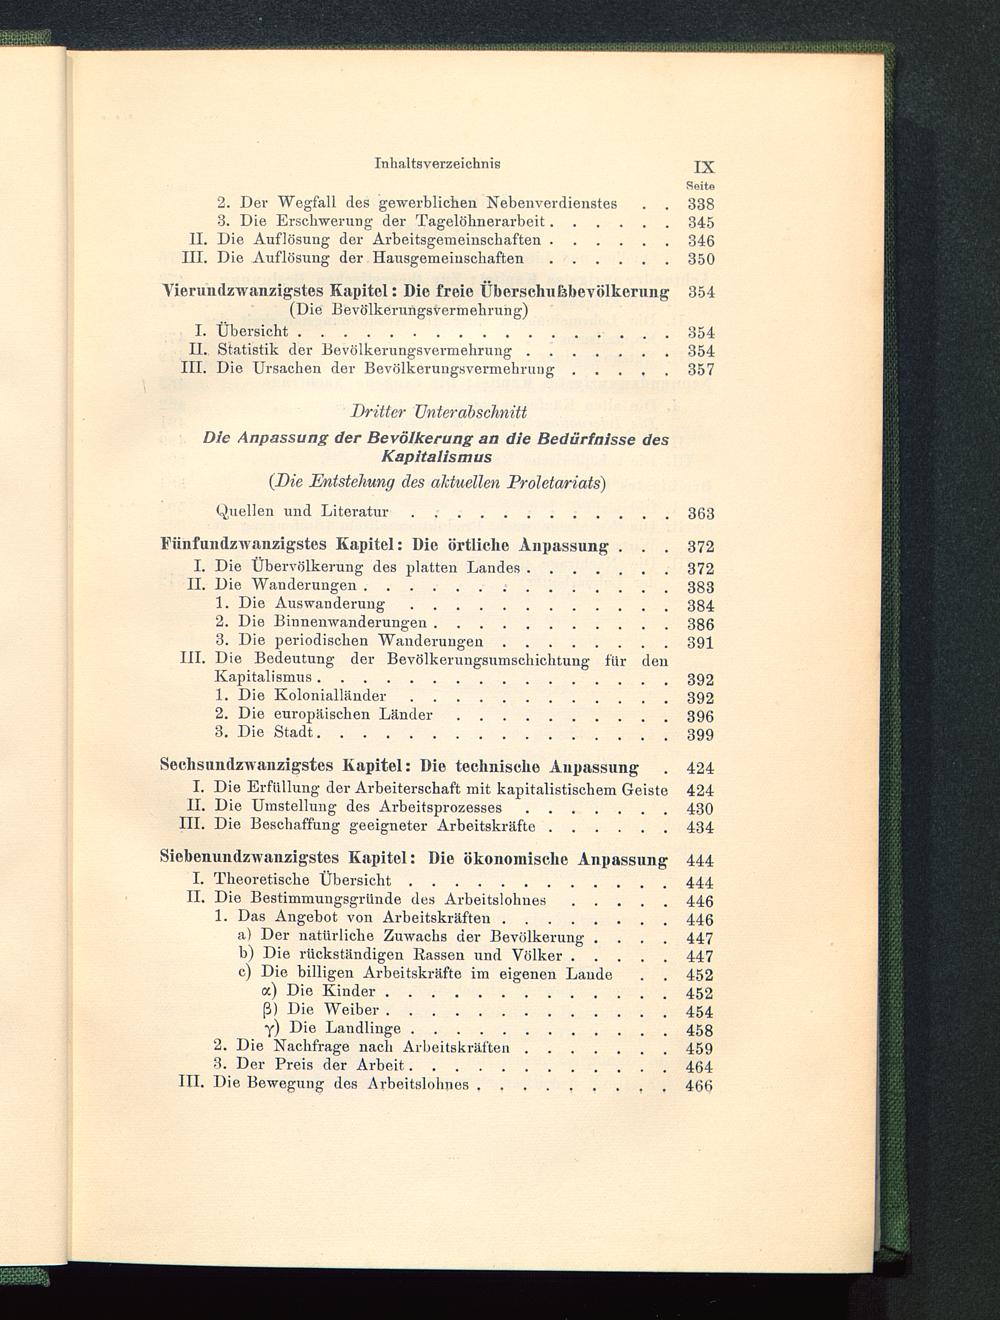 Inhaltsverzeichnis IX
Seite
2. Der Wegfall des gewerblichen Nebenverdienstes . . 338
3. Die Erschwerung der Tagelöhnerarbeit . . . . . . 345
II. Die Auflösung der Arbeitsgemeinschaften . . . . . . 346
III. Die Auflösung der Hausgemeinschaften . . . . . . 350
Vierundzwanzigstes Kapitel: Die freie Überschußbevölkerung 354
(Die Bevölkerungsvermehrung)
I. Übersicht . . . . . . . . . . . . . . . . . 354
II. Statistik der Bevölkerungsvermehrung . . . . . . . 354
III. Die Ursachen der Bevölkerungsvermehrung . . . . . 357
Dritter Unterabschnitt
Die Anpassung der Bevölkerung an die Bedürfnisse des
Kapitalismus
(Die Entstehung des aktuellen Proletariats)
Quellen und Literatur . . . . . . . . . . . . 363
Fünfundzwanzigstes Kapitel: Die örtliche Anpassung . . . 372
I. Die Übervölkerung des platten Landes . . . . . . . 372
II. Die Wanderungen . . . . . . . . . . . . . . 383
1. Die Auswanderung . . . . . . . . . . . . 384
2. Die Binnenwanderungen . . . . . . . . . . . 386
3. Die periodischen Wanderungen . . . . . . . . 391
III. Die Bedeutung der Bevölkerungsumschichtung für den
Kapitalismus . . . . . . . . . . . . . . . . 392
1. Die Kolonialländer . . . . . . . . . . . . 392
2. Die europäischen Länder . . . . . . . . . . 396
3. Die Stadt . . . . . . . . . . . . . . . . 399
Sechsundzwanzigstes Kapitel: Die technische Anpassung . 424
I. Die Erfüllung der Arbeiterschaft mit kapitalistischem Geiste 424
II. Die Umstellung des Arbeitsprozesses . . . . . . . 430
III. Die Beschaffung geeigneter Arbeitskräfte . . . . . . 434
Siebenundzwanzigstes Kapitel: Die ökonomische Anpassung 444
I. Theoretische Übersicht . . . . . . . . . . . . 444
II. Die Bestimmungsgründe des Arbeitslohnes . . . . . 446
1. Das Angebot von Arbeitskräften . . . . . . . . 446
a) Der natürliche Zuwachs der Bevölkerung . . . . 447
b) Die rückständigen Rassen und Völker . . . . . 447
c) Die billigen Arbeitskräfte im eigenen Lande . . 452
α) Die Kinder . . . . . . . . . . . . . 452
β) Die Weiber . . . . . . . . . . . . . 454
γ) Die Landlinge . . . . . . . . . . . . 458
2. Die Nachfrage nach Arbeitskräften . . . . . . . 459
3. Der Preis der Arbeit . . . . . . . . . . . . 464
III. Die Bewegung des Arbeitslohnes . . . . . . . . . 466